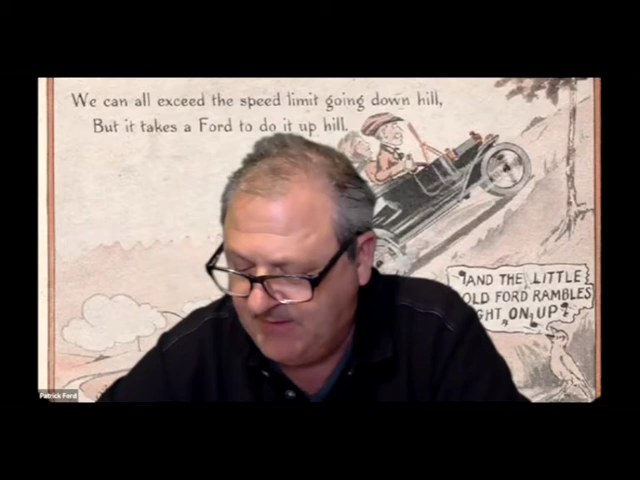 We can all exceed the speed limit going down hill,
But it takes a Ford to do it up hill.
AND THE LITTLE
OLD FORD RAMBLES
GHT ON UP
Patrick Ford